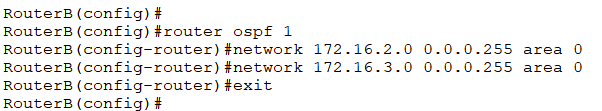 RouterB(config)#
RouterB(config)#router ospf 1
RouterB(config-router)#network 172.16.2.0 0.0.0.255 area 0
RouterB(config-router)#network 172.16.3.0 0.0.0.255 area 0
RouterB(config-router)#exit
RouterB(config)#